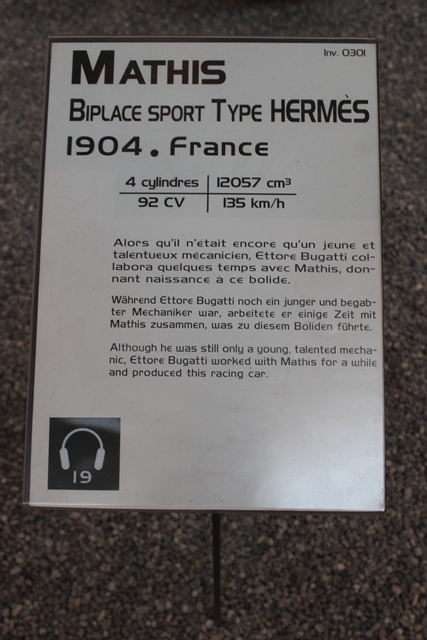 Inv. 0301
MATHIS
BIPLACE SPORT TYPE HERMÈS
1904. France
4 cylindres 12057 cm³
92 CV 135 km/h
Alors qu'il n'était encore qu'un jeune et
talentueux mécanicien, Ettore Bugatti col-
labora quelques temps avec Mathis, don-
nant naissance à ce bolide.
Während Ettore Bugatti noch ein junger und begab-
ter Mechaniker war, arbeitete er einige Zeit mit
Mathis zusammen, was zu diesem Boliden führte.
Although he was still only a young, talented mecha-
nic, Ettore Bugatti worked with Mathis for a while
and produced this racing car.
19